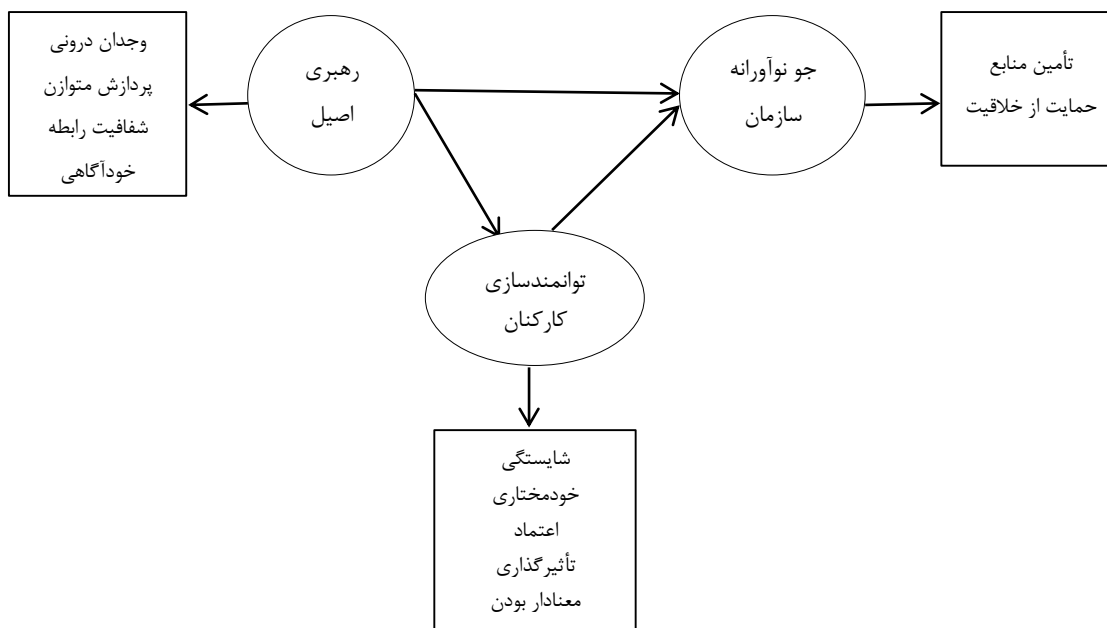 وجدان درونی
پردازش متوازن
شفافیت رابطه
خودآگاهی
رهبری
اصیل
جو نوآورانه
سازمان
تأمین منابع
حمایت از خلاقیت
توانمندسازی
کارکنان
شایستگی
خودمختاری
اعتماد
تأثیرگذاری
معنادار بودن